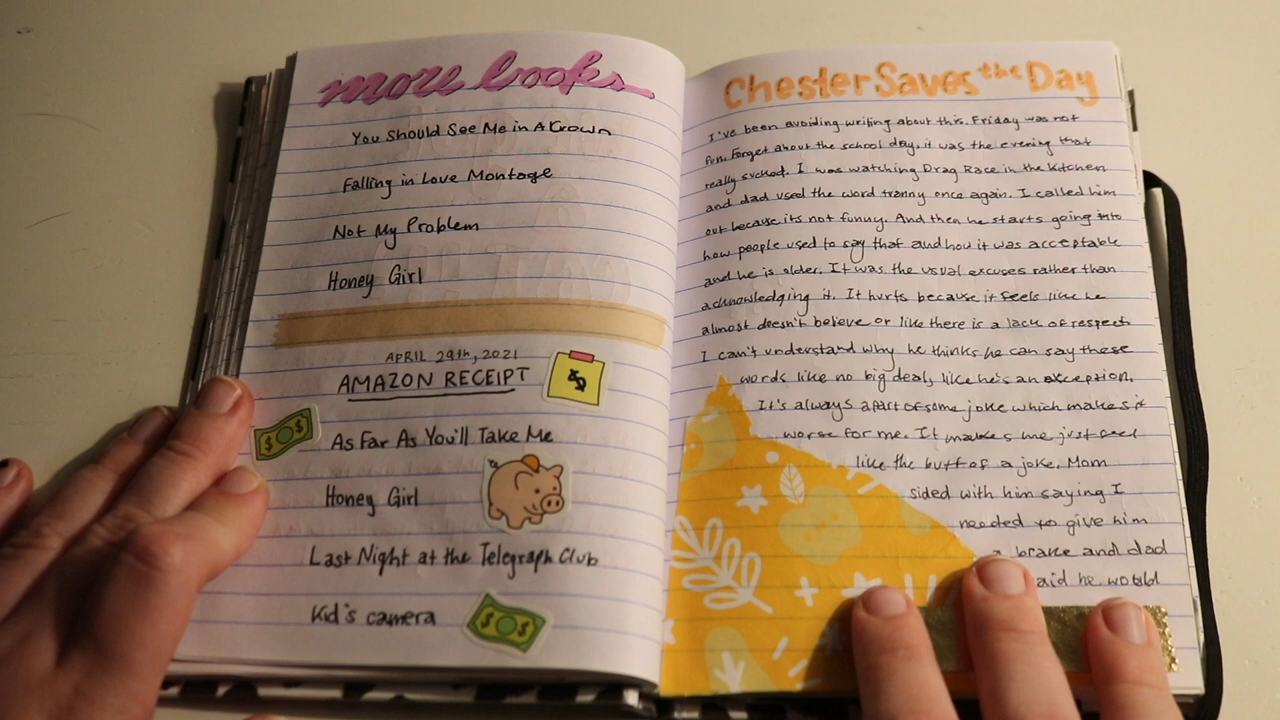 more books
You Should See Me in A Crown
Falling in Love Montage
Not My Problem
Honey Girl
APRIL 29th, 2021
AMAZON RECEIPT
$
$ $
As Far As You'll Take Me
Honey Girl
Last Night at the Telegraph Club
Kid's camera
$ $
Chester Saves the Day
I've been avoiding writing about this. Friday was not
fun. Forget about the school day, it was the evening that
really sucked. I was watching Drag Race in the kitchen
and dad used the word tranny once again. I called him
out because its not funny. And then he starts going into
how people used to say that and how it was acceptable
and he is older. It was the usual excuses rather than
acknowledging it. It hurts because it feels like he
almost doesn't believe or like there is a lack of respect.
I can't understand why he thinks he can say these
words like no big deal, like he's an exception.
It's always apart of some joke which makes it
worse for me. It makes me just feel
like the butt of a joke. Mom
sided with him saying I
needed to give him
a brake and dad
said he would